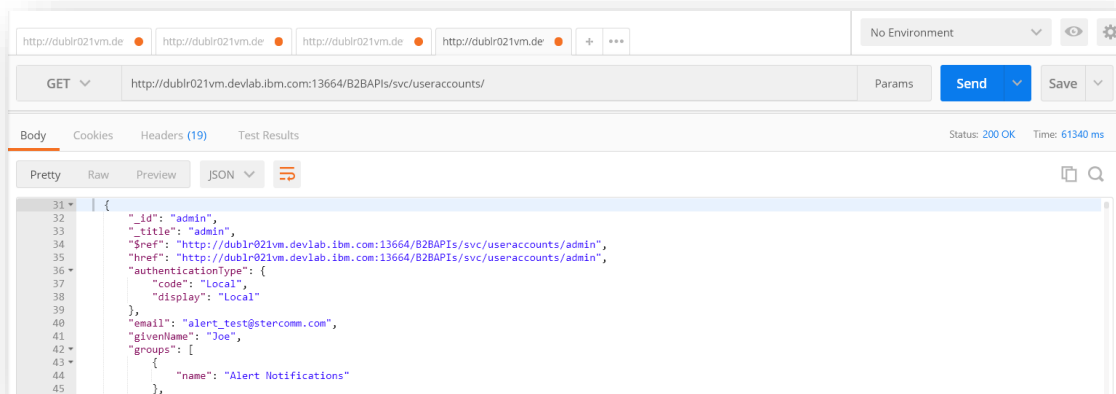 http://dublr021vm.de http://dublr021vm.de http://dublr021vm.de http://dublr021vm.de + ••• No Environment
GET http://dublr021vm.devlab.ibm.com:13664/B2BAPIs/svc/useraccounts/ Params Send Save
Body Cookies Headers (19) Test Results Status: 200 OK Time: 61340 ms
Pretty Raw Preview JSON
31 {
32 "_id": "admin",
33 "_title": "admin",
34 "$ref": "http://dublr021vm.devlab.ibm.com:13664/B2BAPIs/svc/useraccounts/admin",
35 "href": "http://dublr021vm.devlab.ibm.com:13664/B2BAPIs/svc/useraccounts/admin",
36 "authenticationType": {
37 "code": "Local",
38 "display": "Local"
39 },
40 "email": "alert_test@stercomm.com",
41 "givenName": "Joe",
42 "groups": [
43 {
44 "name": "Alert Notifications"
45 },